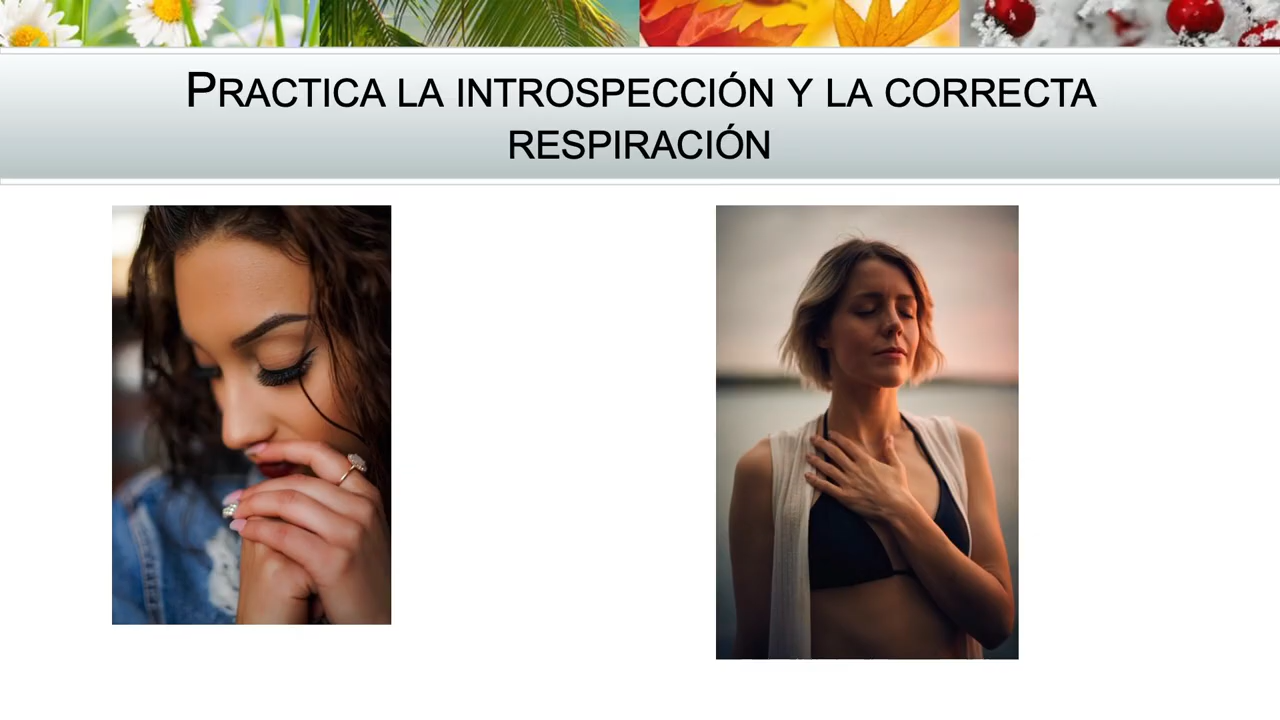 Practica la introspección y la correcta
respiración